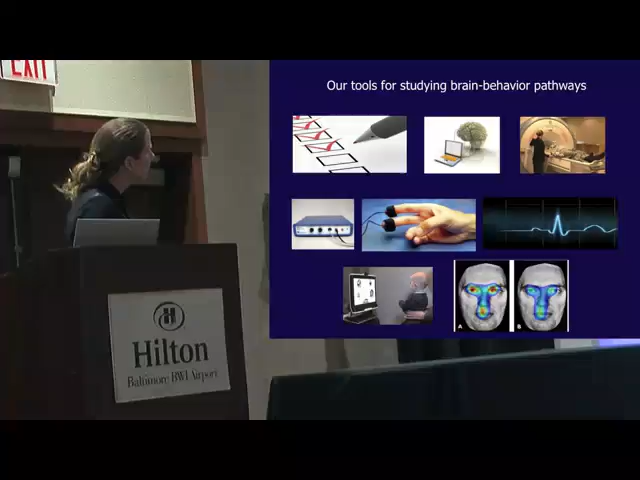 EXIT
Our tools for studying brain-behavior pathways
A
B
Hilton
Baltimore BWI Airport